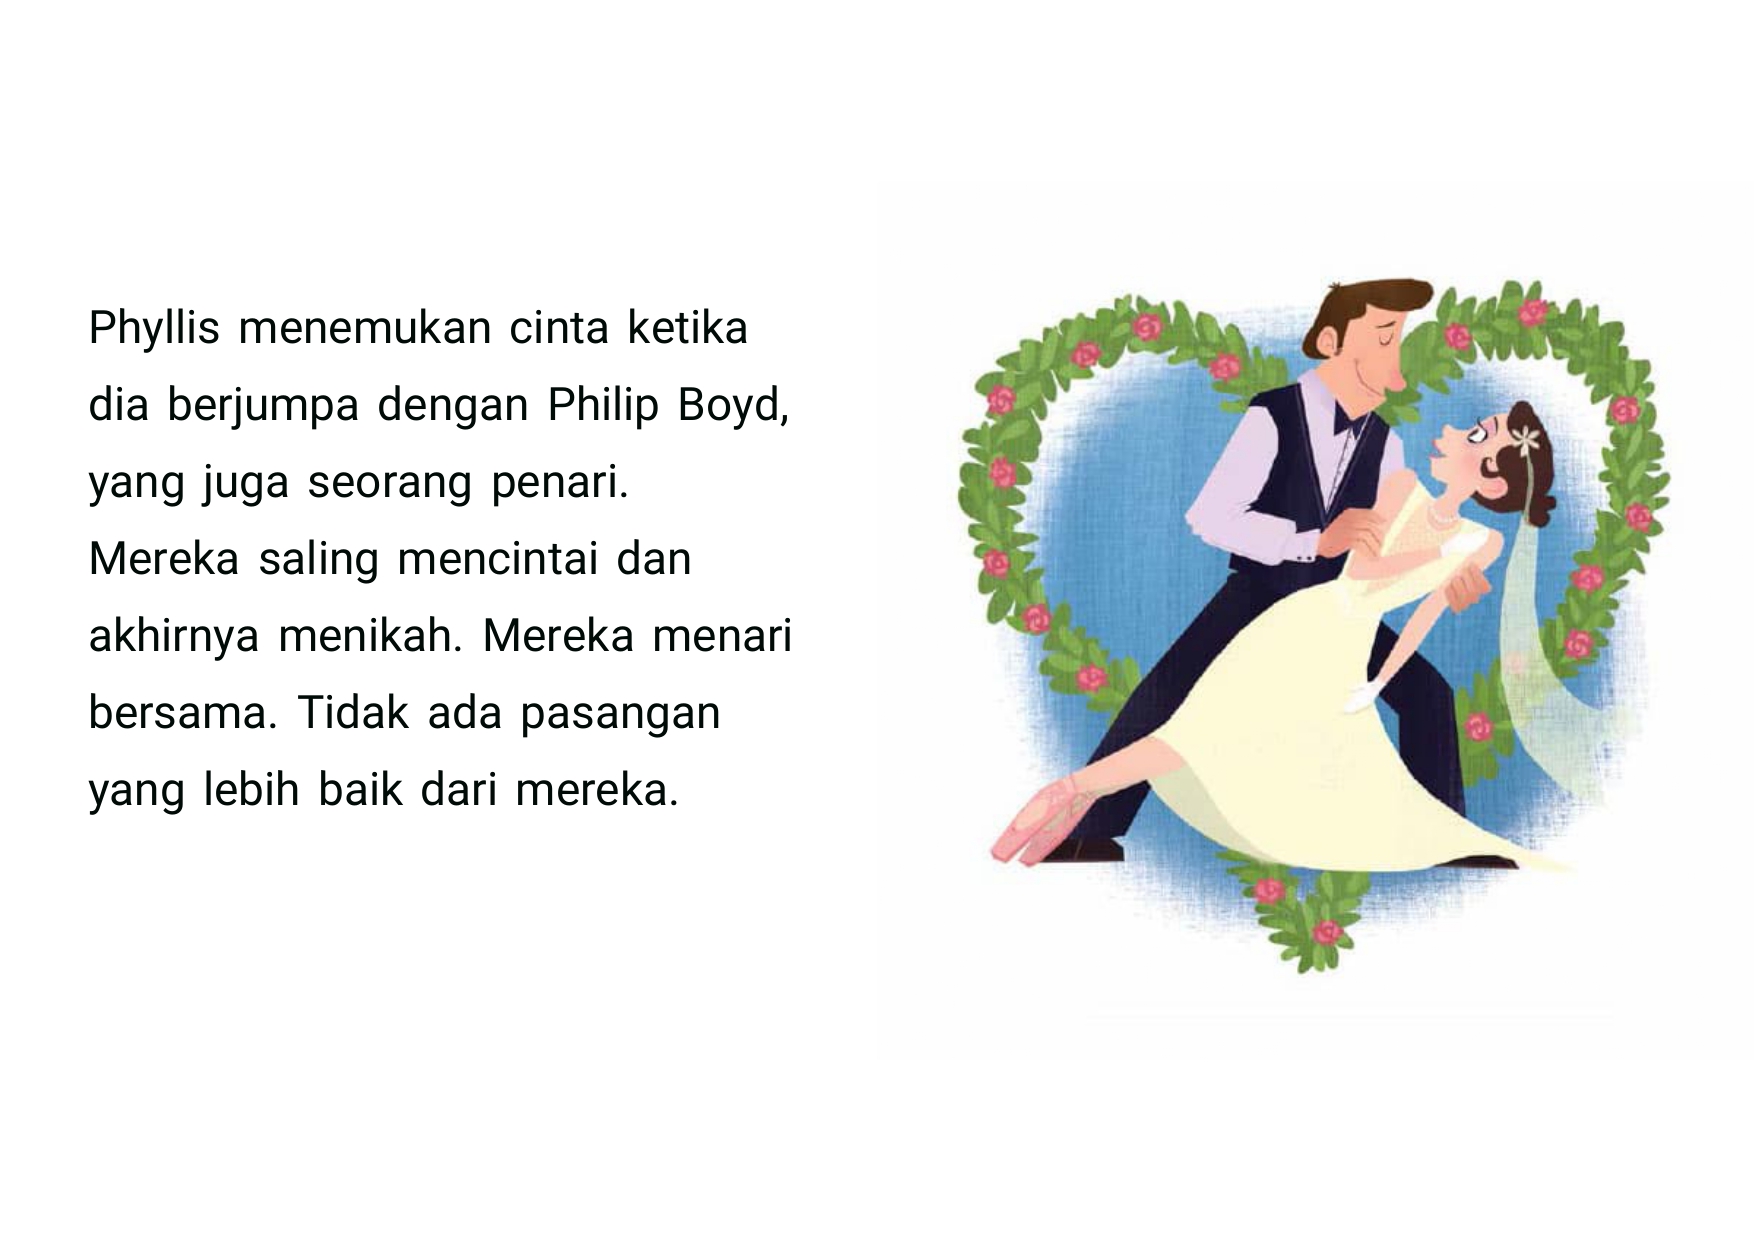 Phyllis menemukan cinta ketika
dia berjumpa dengan Philip Boyd,
yang juga seorang penari.
Mereka saling mencintai dan
akhirnya menikah. Mereka menari
bersama. Tidak ada pasangan
yang lebih baik dari mereka.